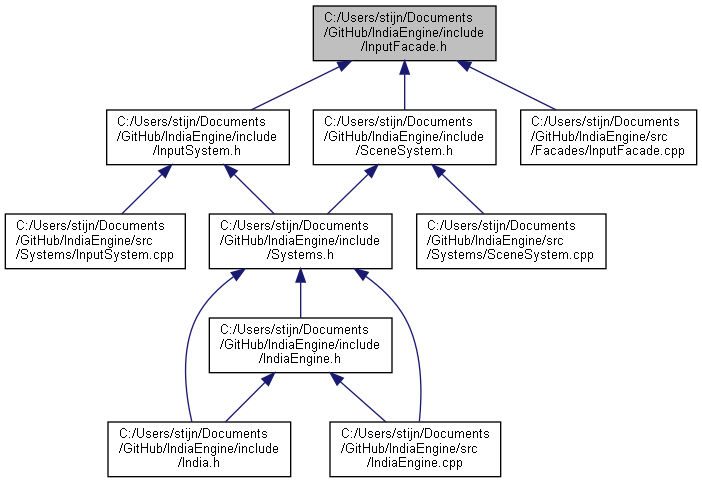 C:/Users/stijn/Documents
/GitHub/IndiaEngine/include
/InputFacade.h
C:/Users/stijn/Documents
/GitHub/IndiaEngine/include
/InputSystem.h
C:/Users/stijn/Documents
/GitHub/IndiaEngine/include
/SceneSystem.h
C:/Users/stijn/Documents
/GitHub/IndiaEngine/src
/Facades/InputFacade.cpp
C:/Users/stijn/Documents
/GitHub/IndiaEngine/src
/Systems/InputSystem.cpp
C:/Users/stijn/Documents
/GitHub/IndiaEngine/include
/Systems.h
C:/Users/stijn/Documents
/GitHub/IndiaEngine/src
/Systems/SceneSystem.cpp
C:/Users/stijn/Documents
/GitHub/IndiaEngine/include
/IndiaEngine.h
C:/Users/stijn/Documents
/GitHub/IndiaEngine/include
/India.h
C:/Users/stijn/Documents
/GitHub/IndiaEngine/src
/IndiaEngine.cpp